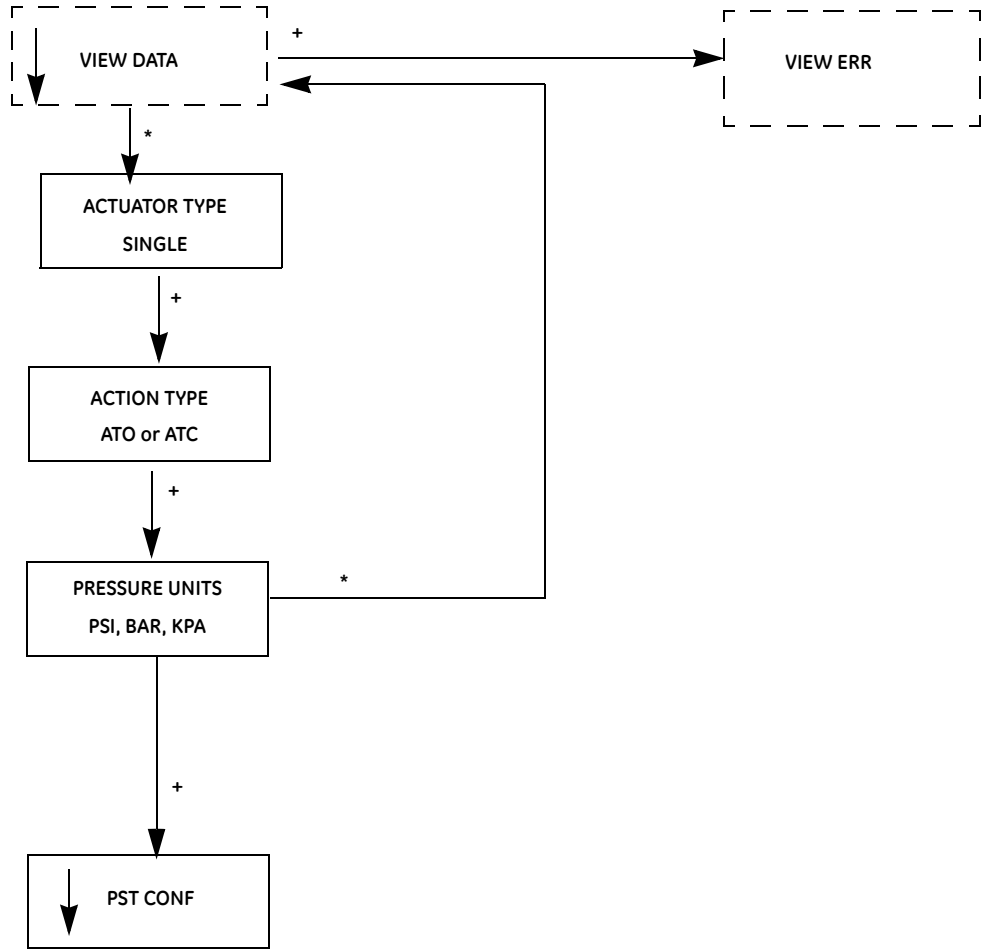 VIEW DATA
+
VIEW ERR
*
ACTUATOR TYPE
SINGLE
+
ACTION TYPE
ATO or ATC
+
PRESSURE UNITS
PSI, BAR, KPA
*
+
PST CONF